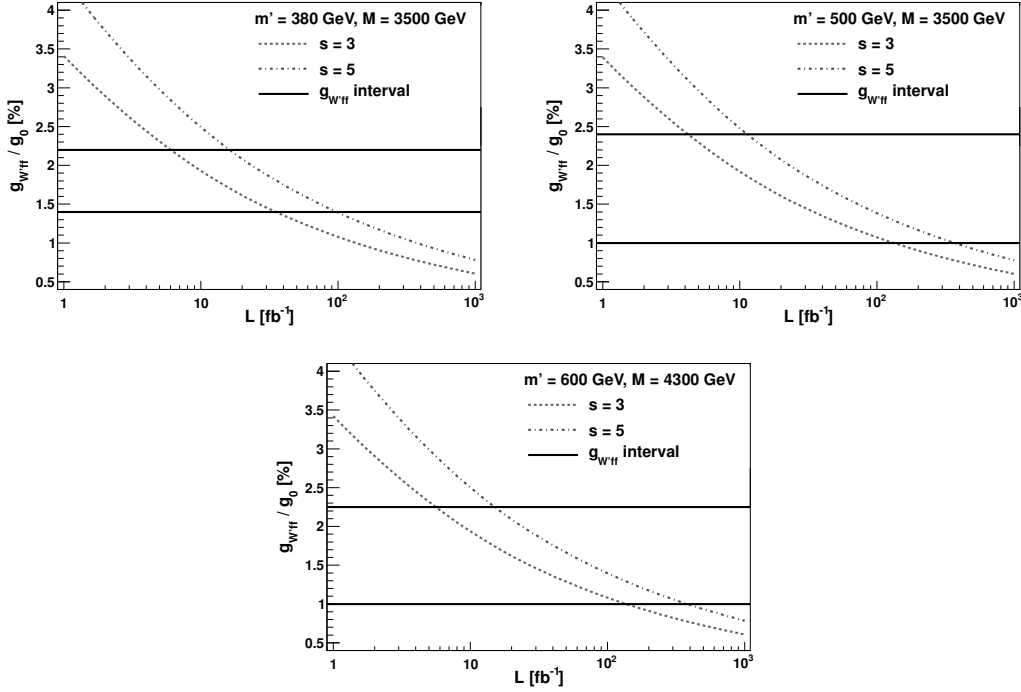 m' = 380 GeV, M = 3500 GeV
s = 3
s = 5
g_W'ff interval
g_W'ff / g_0 [%]
4
3.5
3
2.5
2
1.5
1
0.5
1 10 10^2 10^3
L [fb^-1]
m' = 500 GeV, M = 3500 GeV
s = 3
s = 5
g_W'ff interval
g_W'ff / g_0 [%]
4
3.5
3
2.5
2
1.5
1
0.5
1 10 10^2 10^3
L [fb^-1]
m' = 600 GeV, M = 4300 GeV
s = 3
s = 5
g_W'ff interval
g_W'ff / g_0 [%]
4
3.5
3
2.5
2
1.5
1
0.5
1 10 10^2 10^3
L [fb^-1]